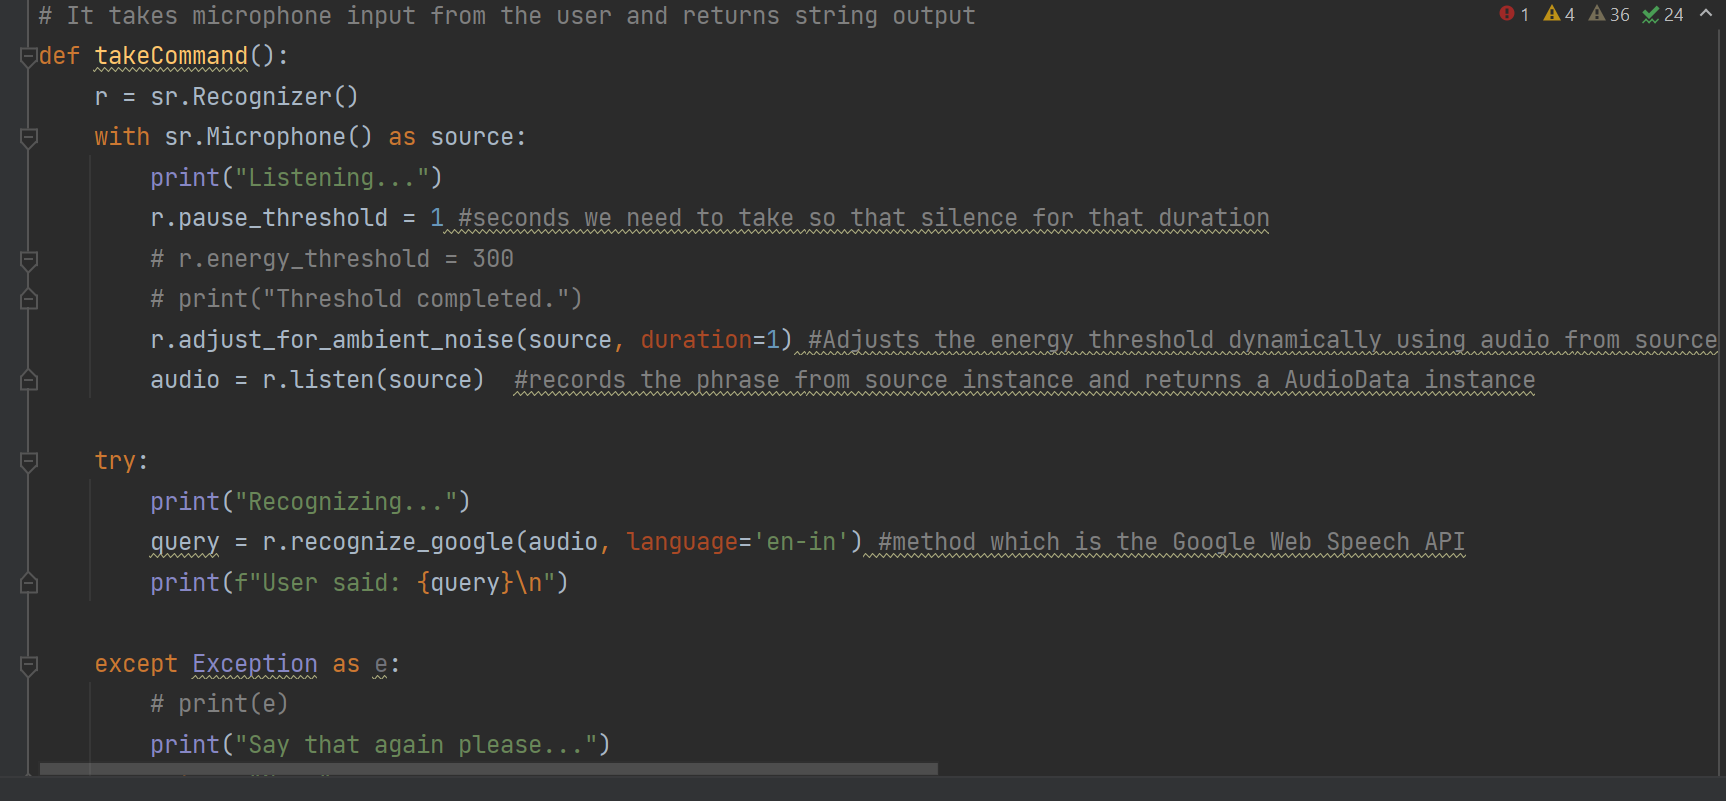 # It takes microphone input from the user and returns string output
1 4 36 24
def takeCommand():
r = sr.Recognizer()
with sr.Microphone() as source:
print("Listening...")
r.pause_threshold = 1 #seconds we need to take so that silence for that duration
# r.energy_threshold = 300
# print("Threshold completed.")
r.adjust_for_ambient_noise(source, duration=1) #Adjusts the energy threshold dynamically using audio from source
audio = r.listen(source)  #records the phrase from source instance and returns a AudioData instance
try:
print("Recognizing...")
query = r.recognize_google(audio, language='en-in') #method which is the Google Web Speech API
print(f"User said: {query}\n")
except Exception as e:
# print(e)
print("Say that again please...")